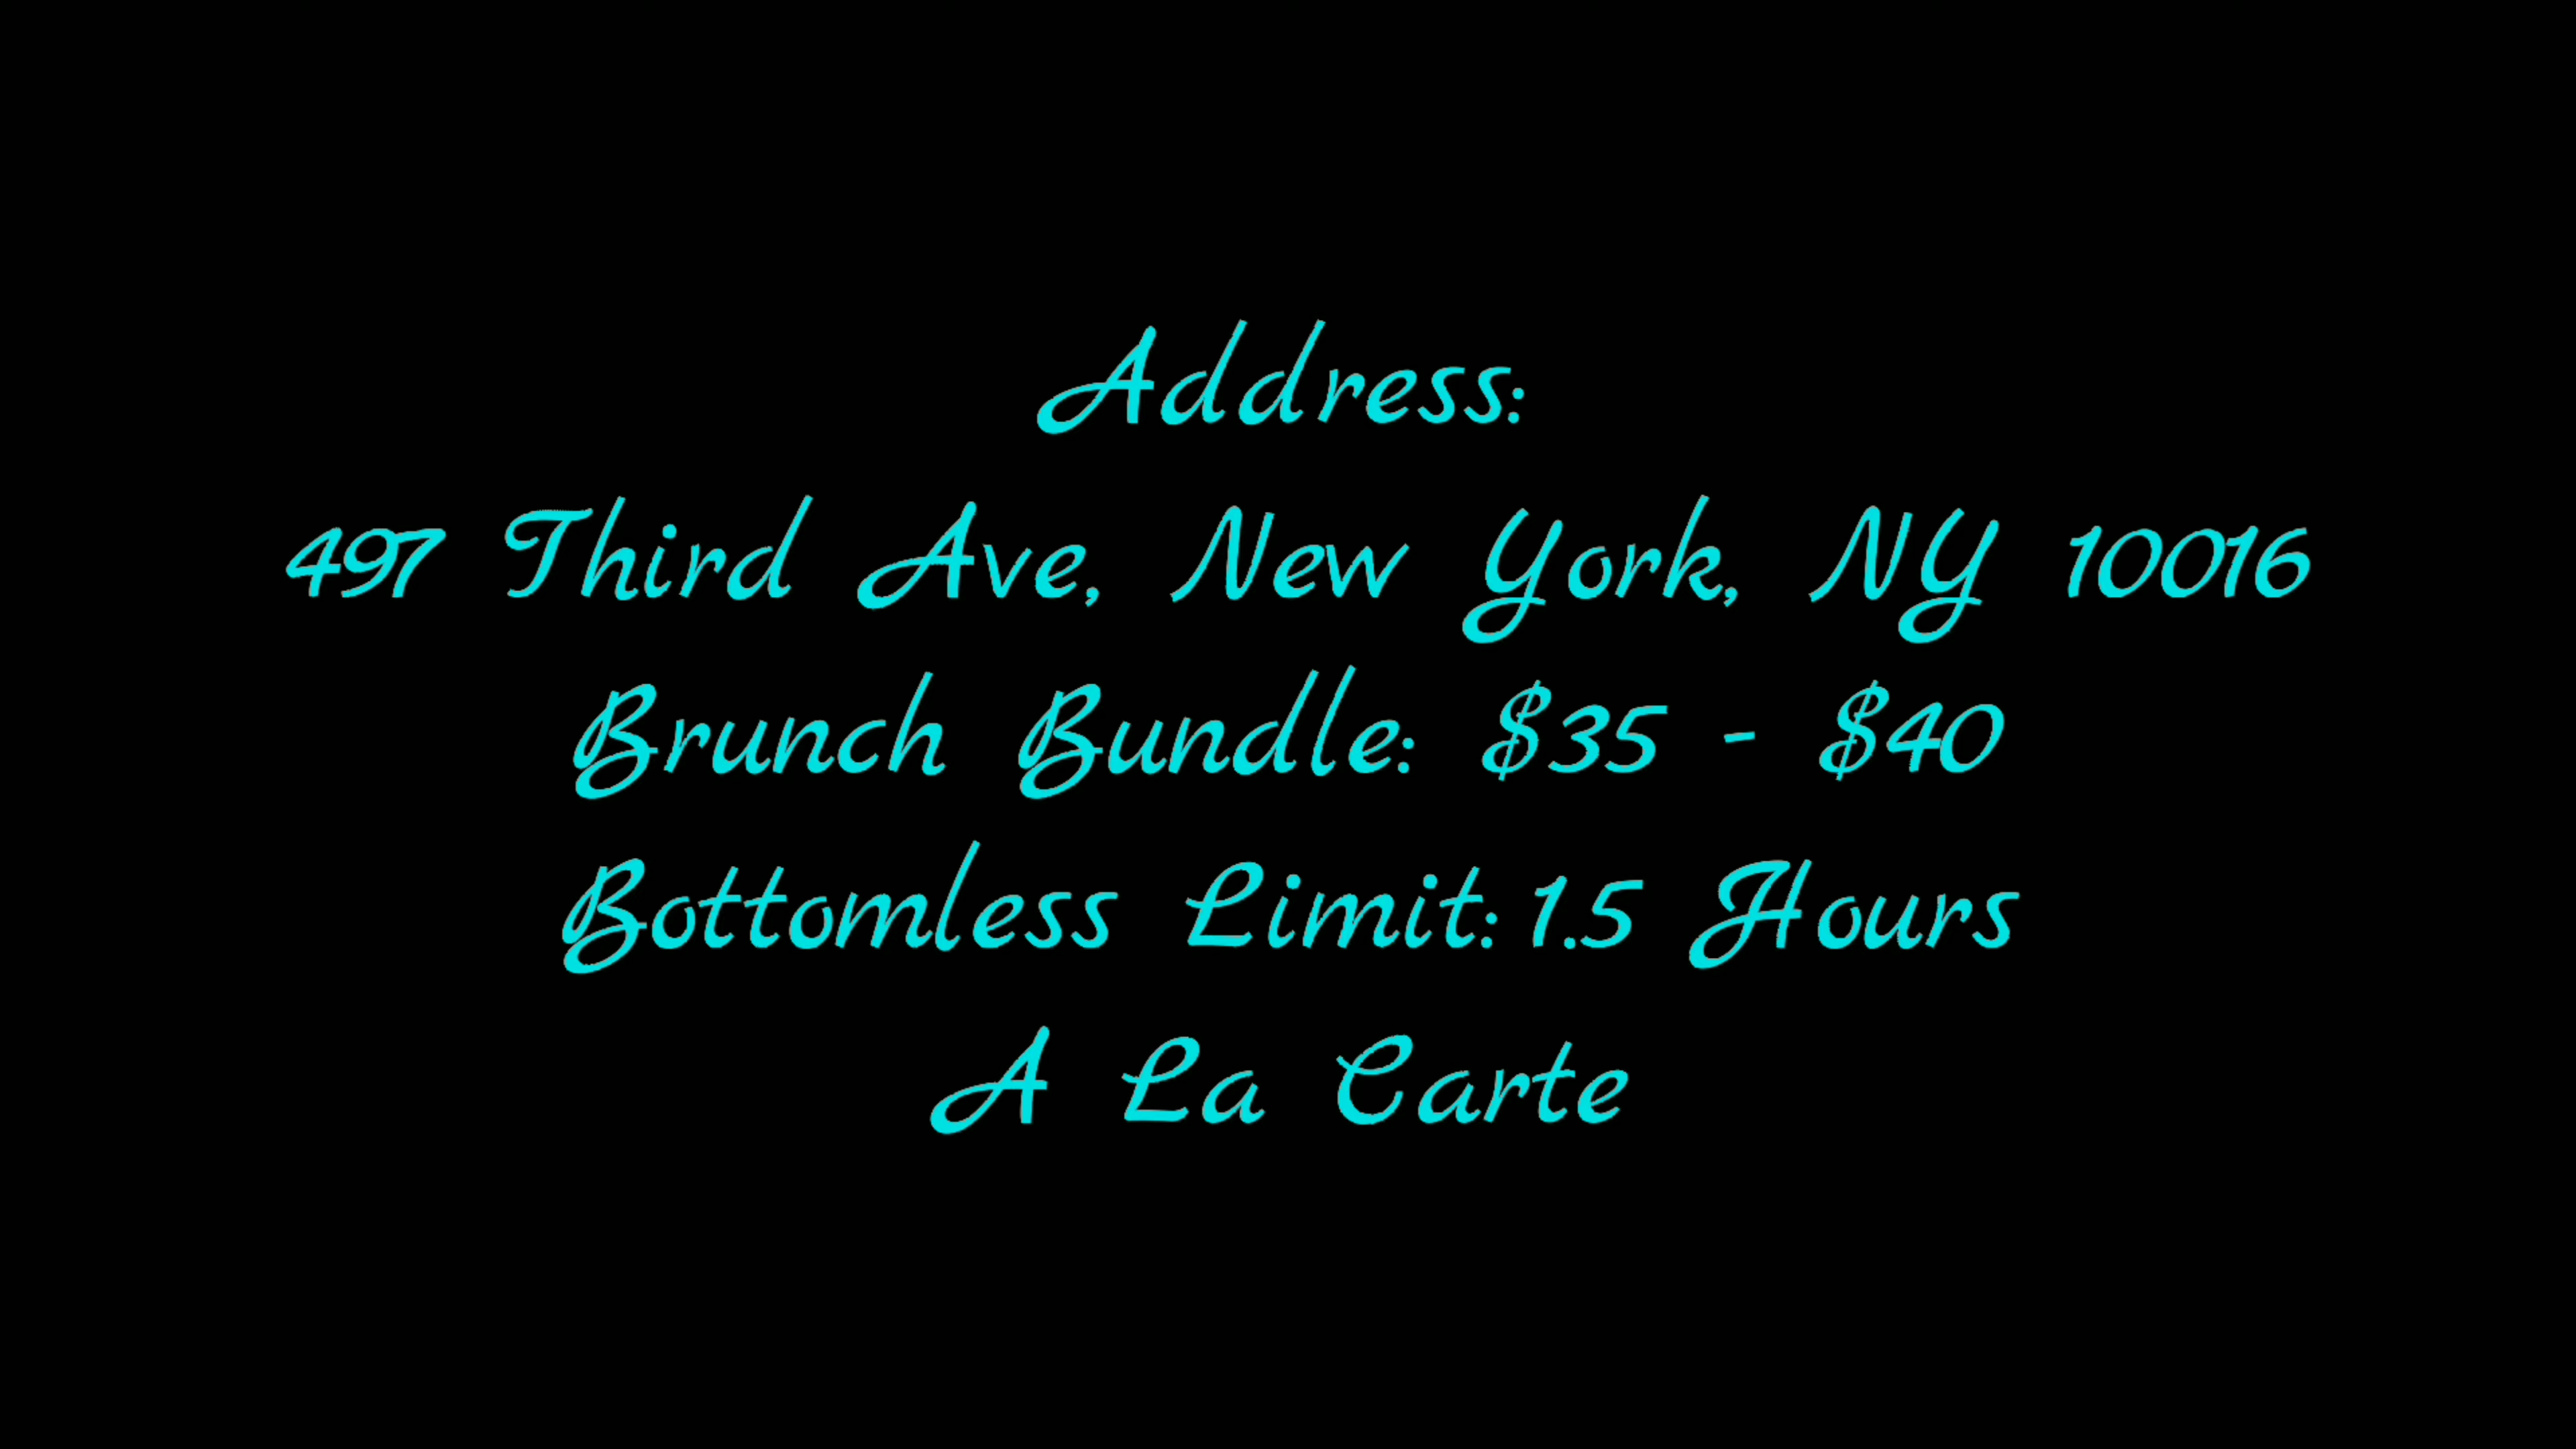 Address:
497 Third Ave, New York, NY 10016
Brunch Bundle: $35 - $40
Bottomless Limit: 1.5 Hours
A La Carte